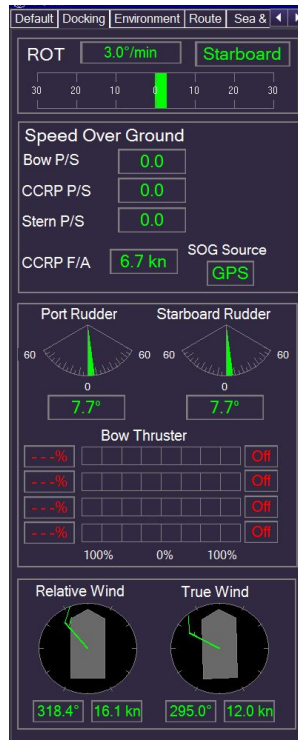 Default Docking Environment Route Sea &
ROT 3.0°/min Starboard
30 20 10 0 10 20 30
Speed Over Ground
Bow P/S 0.0
CCRP P/S 0.0
Stern P/S 0.0
SOG Source
CCRP F/A 6.7 kn GPS
Port Rudder Starboard Rudder
60 60 60 60
0 0
7.7° 7.7°
Bow Thruster
---% Off
---% Off
---% Off
---% Off
100% 0% 100%
Relative Wind True Wind
318.4° 16.1 kn 295.0° 12.0 kn